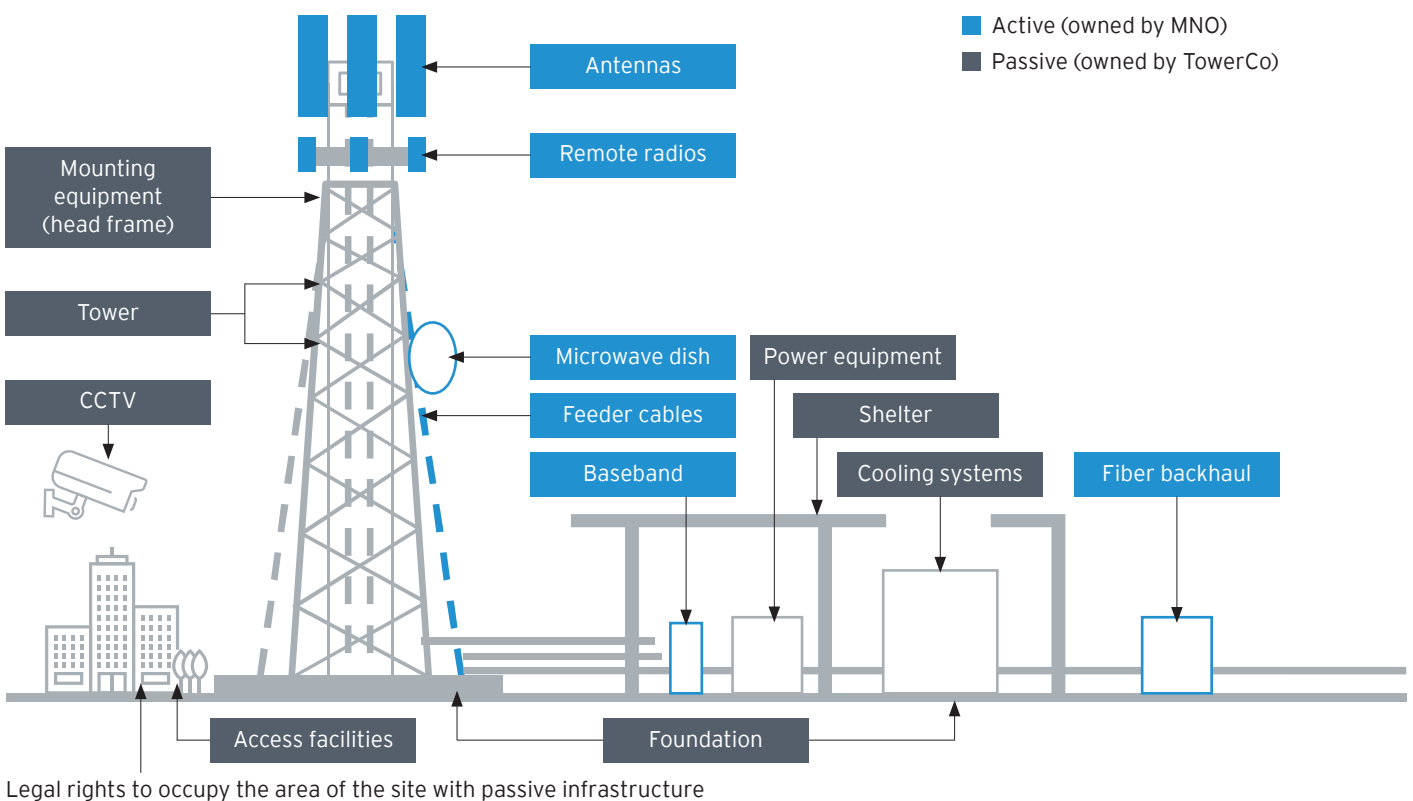 Active (owned by MNO)
Passive (owned by TowerCo)
Antennas
Remote radios
Mounting
equipment
(head frame)
Tower
CCTV
Microwave dish
Power equipment
Feeder cables
Shelter
Baseband
Cooling systems
Fiber backhaul
Access facilities
Foundation
Legal rights to occupy the area of the site with passive infrastructure